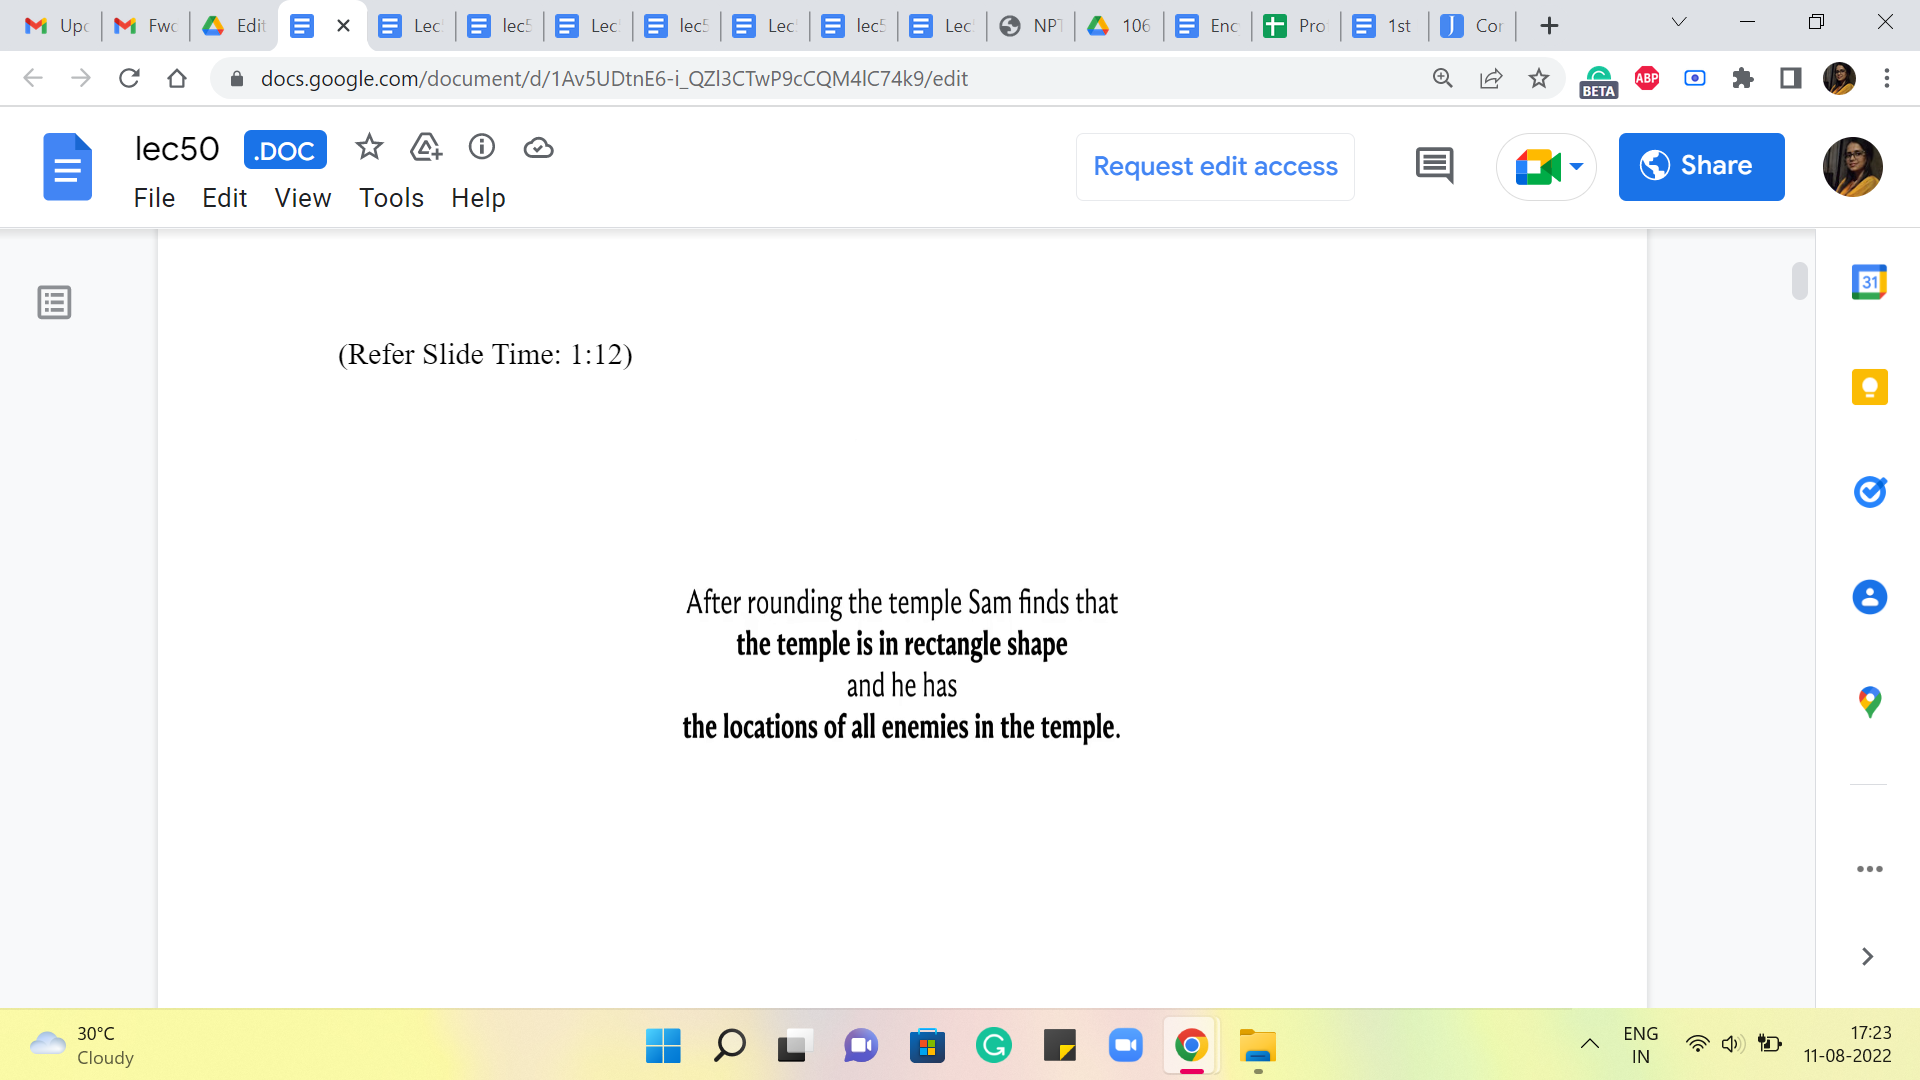 Upd
Fwd
Edit
Lec
lec5
Lec
lec5
Lec
lec5
Lec
NPT
106
Enc
Pro
1st
Cor
docs.google.com/document/d/1Av5UDtnE6-i_QZl3CTwP9cCQM4lC74k9/edit
ABP
BETA
lec50 .DOC
File Edit View Tools Help
Request edit access
Share
31
(Refer Slide Time: 1:12)
After rounding the temple Sam finds that
the temple is in rectangle shape
and he has
the locations of all enemies in the temple.
30°C
Cloudy
ENG
IN
17:23
11-08-2022